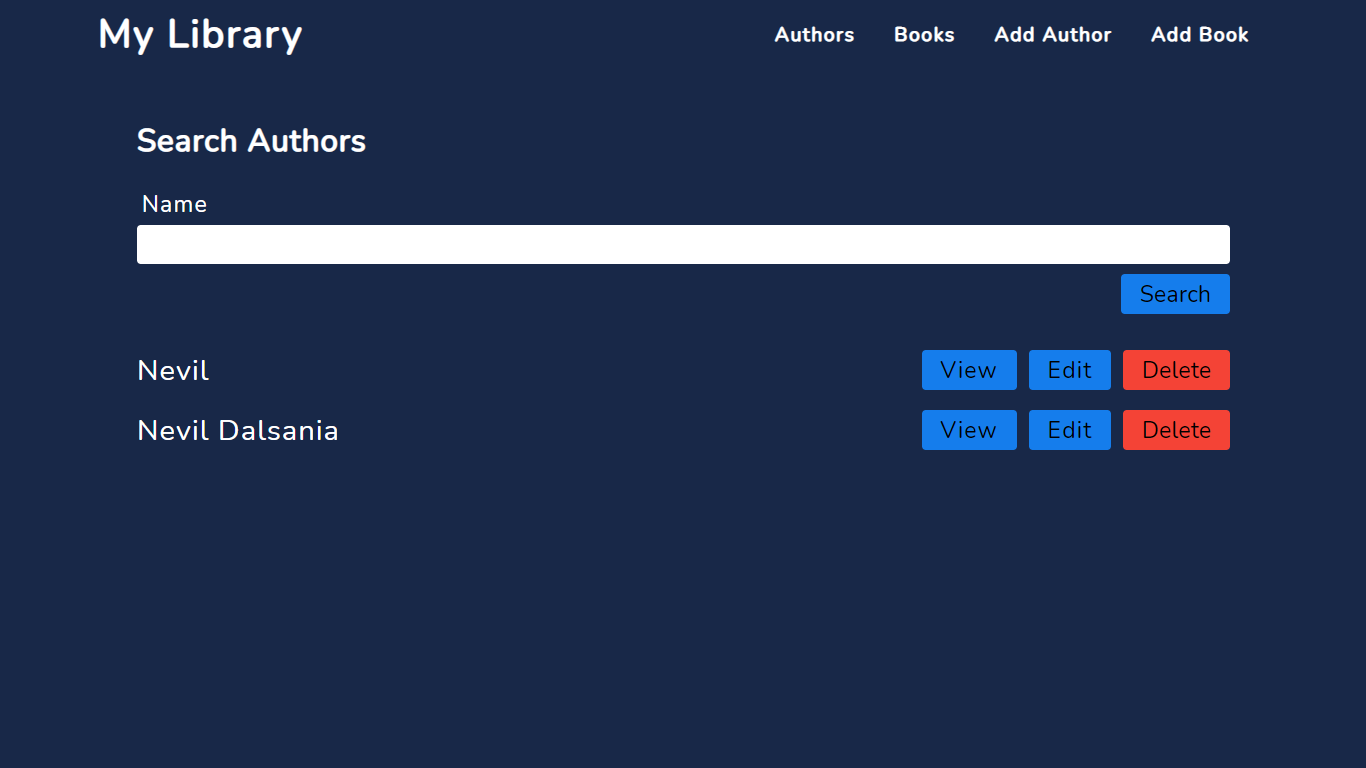 My Library Authors Books Add Author Add Book
Search Authors
Name
Search
Nevil View Edit Delete
Nevil Dalsania View Edit Delete